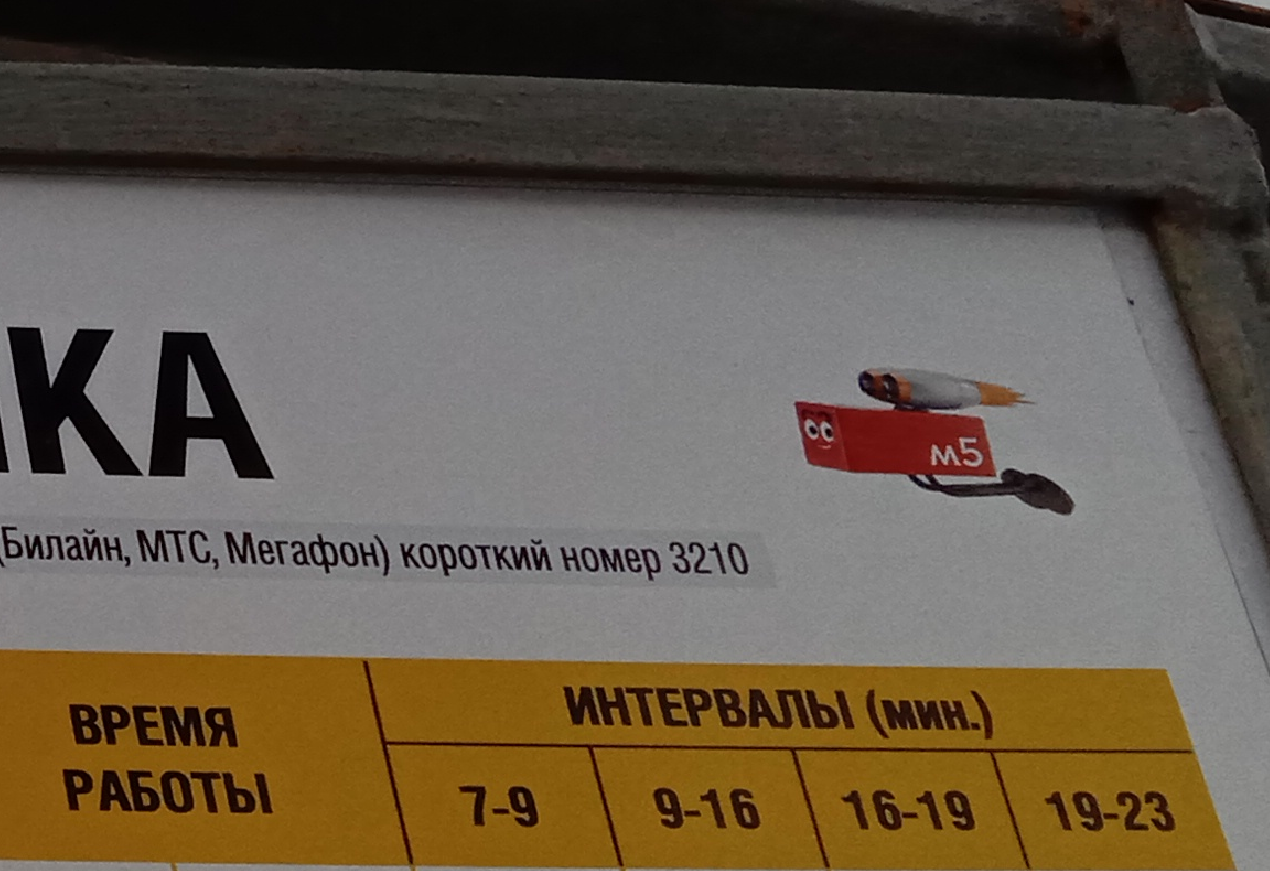 КА
м5
(Билайн, МТС, Мегафон) короткий номер 3210
ВРЕМЯ
РАБОТЫ
ИНТЕРВАЛЫ (мин.)
7-9 9-16 16-19 19-23